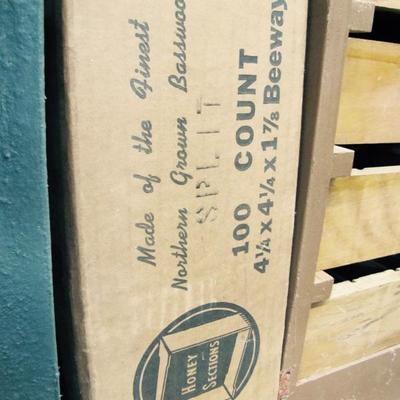 Made of the Finest
Northern Grown Basswood
SPLIT
100 COUNT
4¼ x 4¼ x 1⅞ Beeway
HONEY
SECTIONS